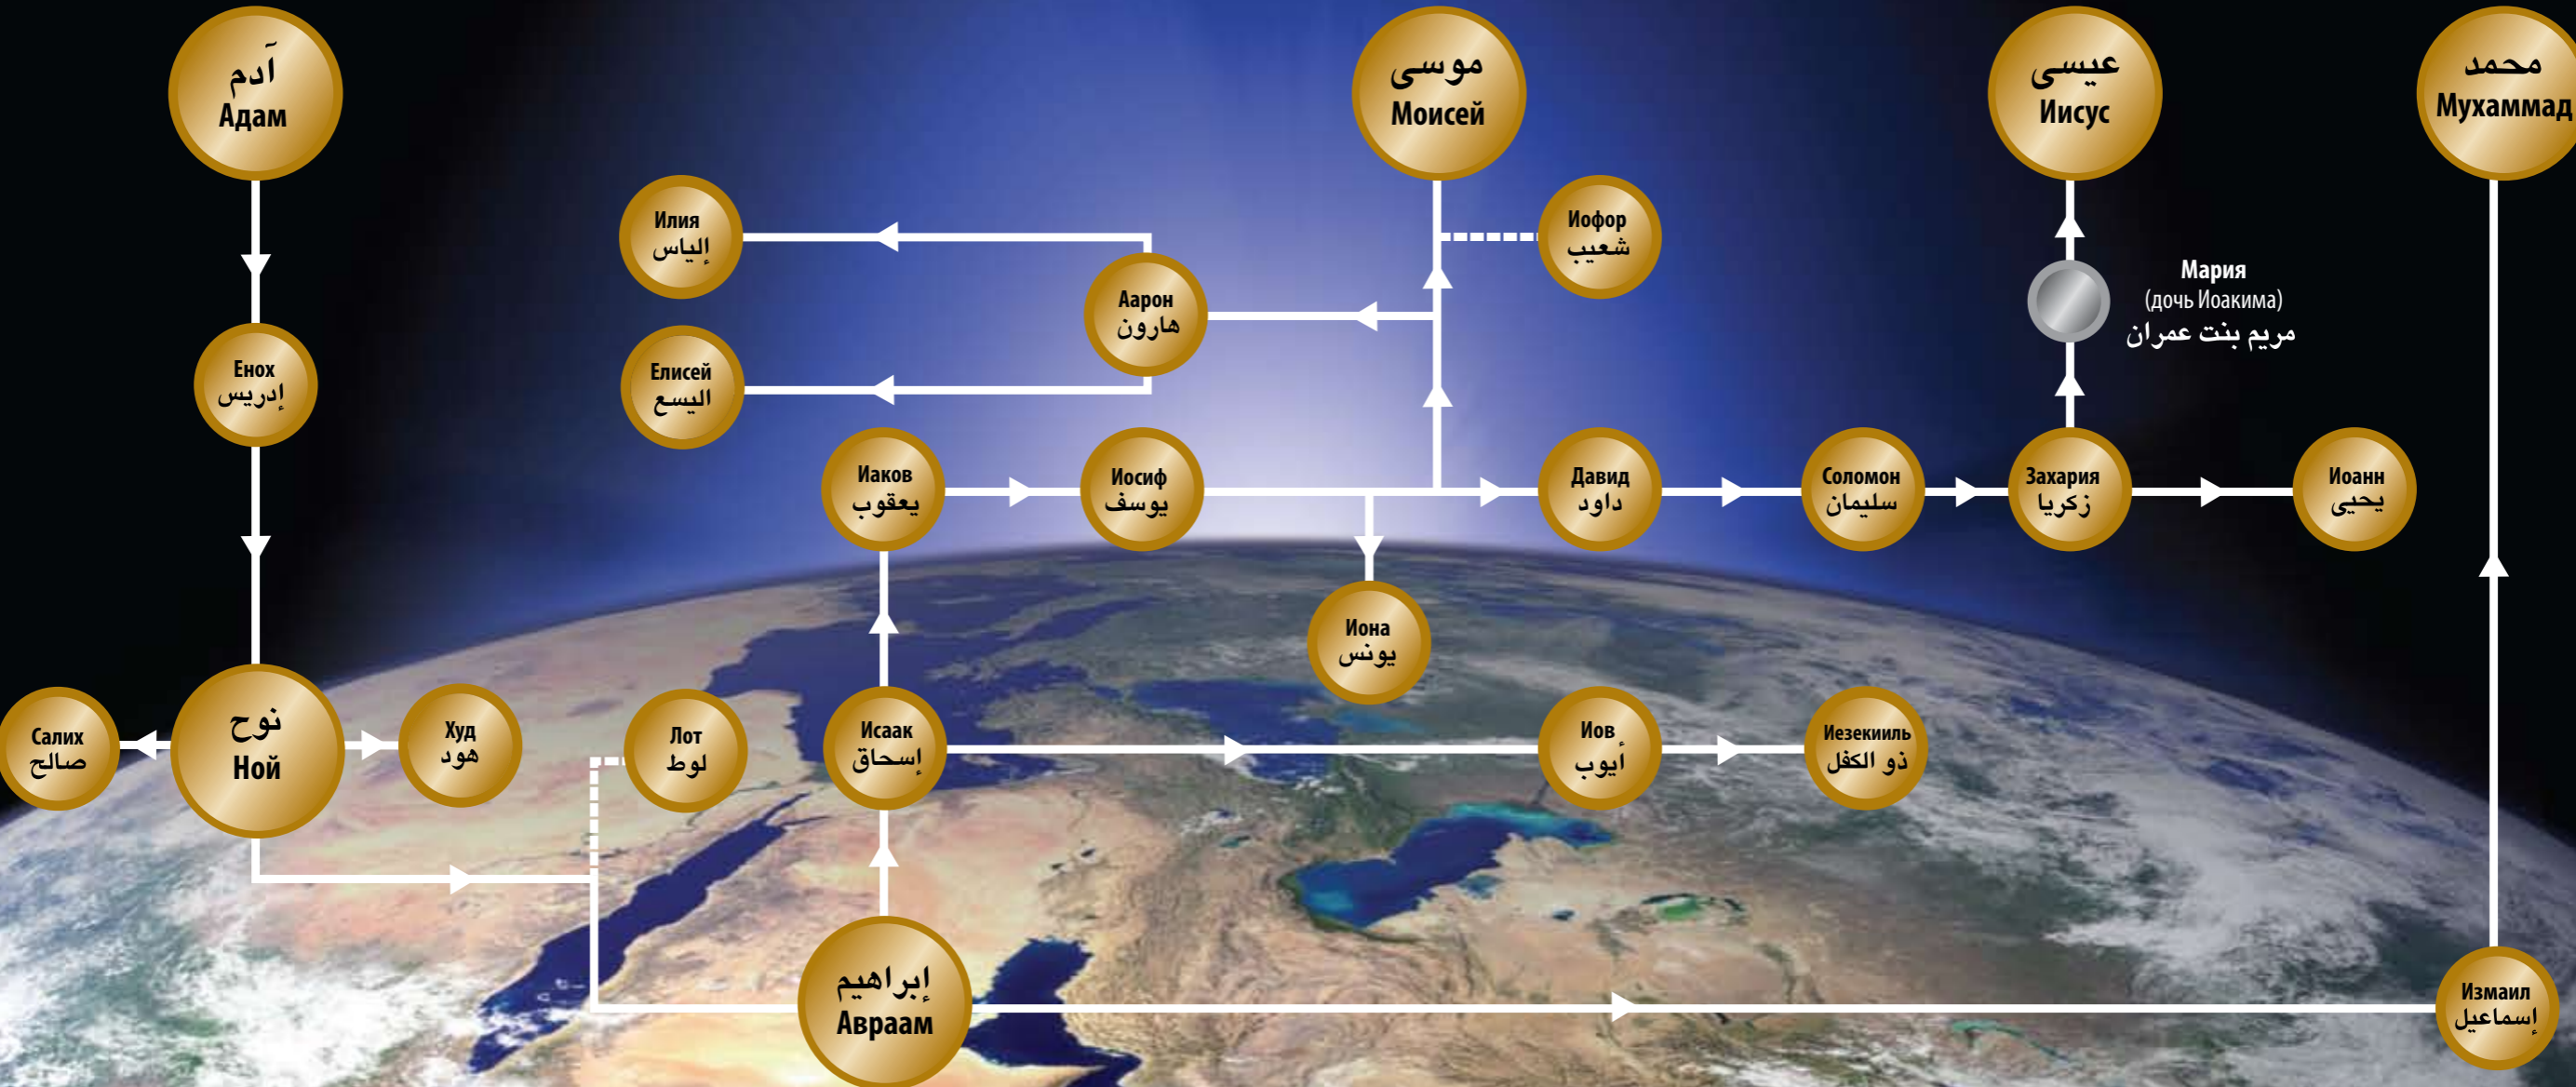 آدم
Адам
موسى
Моисей
عيسى
Иисус
محمد
Мухаммад
Илия
إلياس
Иофор
شعيب
Аарон
هارون
Мария
(дочь Иоакима)
مريم بنت عمران
Енох
إدريس
Елисей
اليسع
Иаков
يعقوب
Иосиф
يوسف
Давид
داود
Соломон
سليمان
Захария
زكريا
Иоанн
يحيى
Иона
يونس
Салих
صالح
نوح
Ной
Худ
هود
Лот
لوط
Исаак
إسحاق
Иов
أيوب
Иезекииль
ذو الكفل
إبراهيم
Авраам
Измаил
إسماعيل